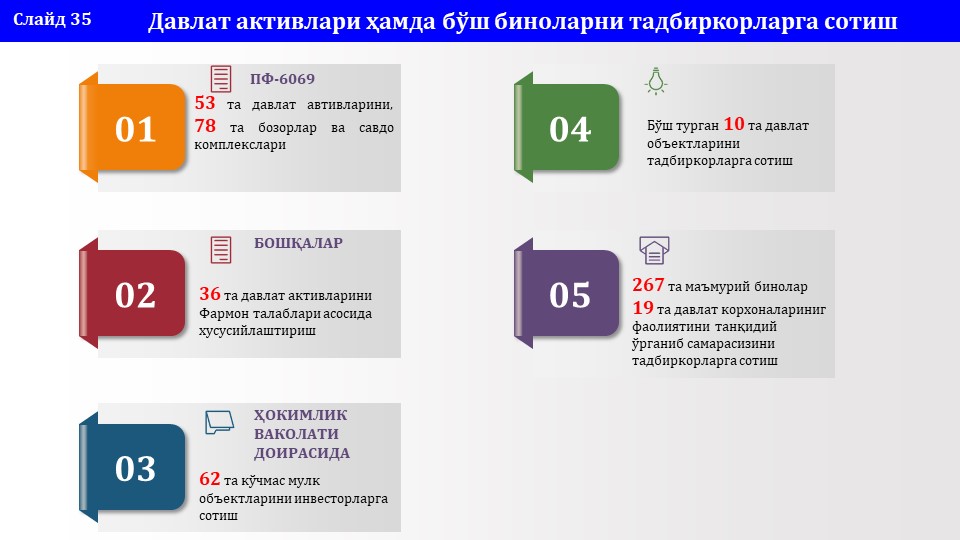 Слайд 35
Давлат активлари ҳамда бўш биноларни тадбиркорларга сотиш
01
ПФ-6069
53 та давлат автивларини,
78 та бозорлар ва савдо
комплекслари
02
БОШҚАЛАР
36 та давлат активларини
Фармон талаблари асосида
хусусийлаштириш
03
ҲОКИМЛИК
ВАКОЛАТИ
ДОИРАСИДА
62 та кўчмас мулк
объектларини инвесторларга
сотиш
04
Бўш турган 10 та давлат
объектларини
тадбиркорларга сотиш
05
267 та маъмурий бинолар
19 та давлат корхоналариниг
фаолиятини танқидий
ўрганиб самарасизини
тадбиркорларга сотиш